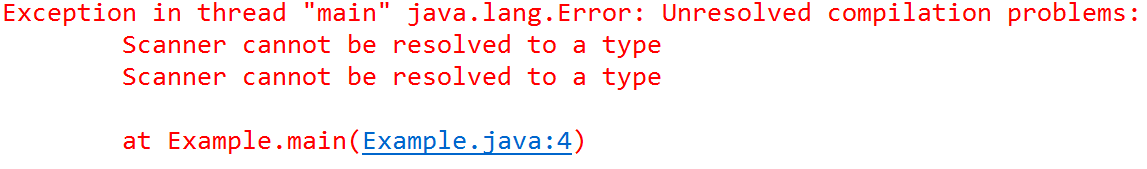 Exception in thread "main" java.lang.Error: Unresolved compilation problems:
Scanner cannot be resolved to a type
Scanner cannot be resolved to a type
at Example.main(Example.java:4)